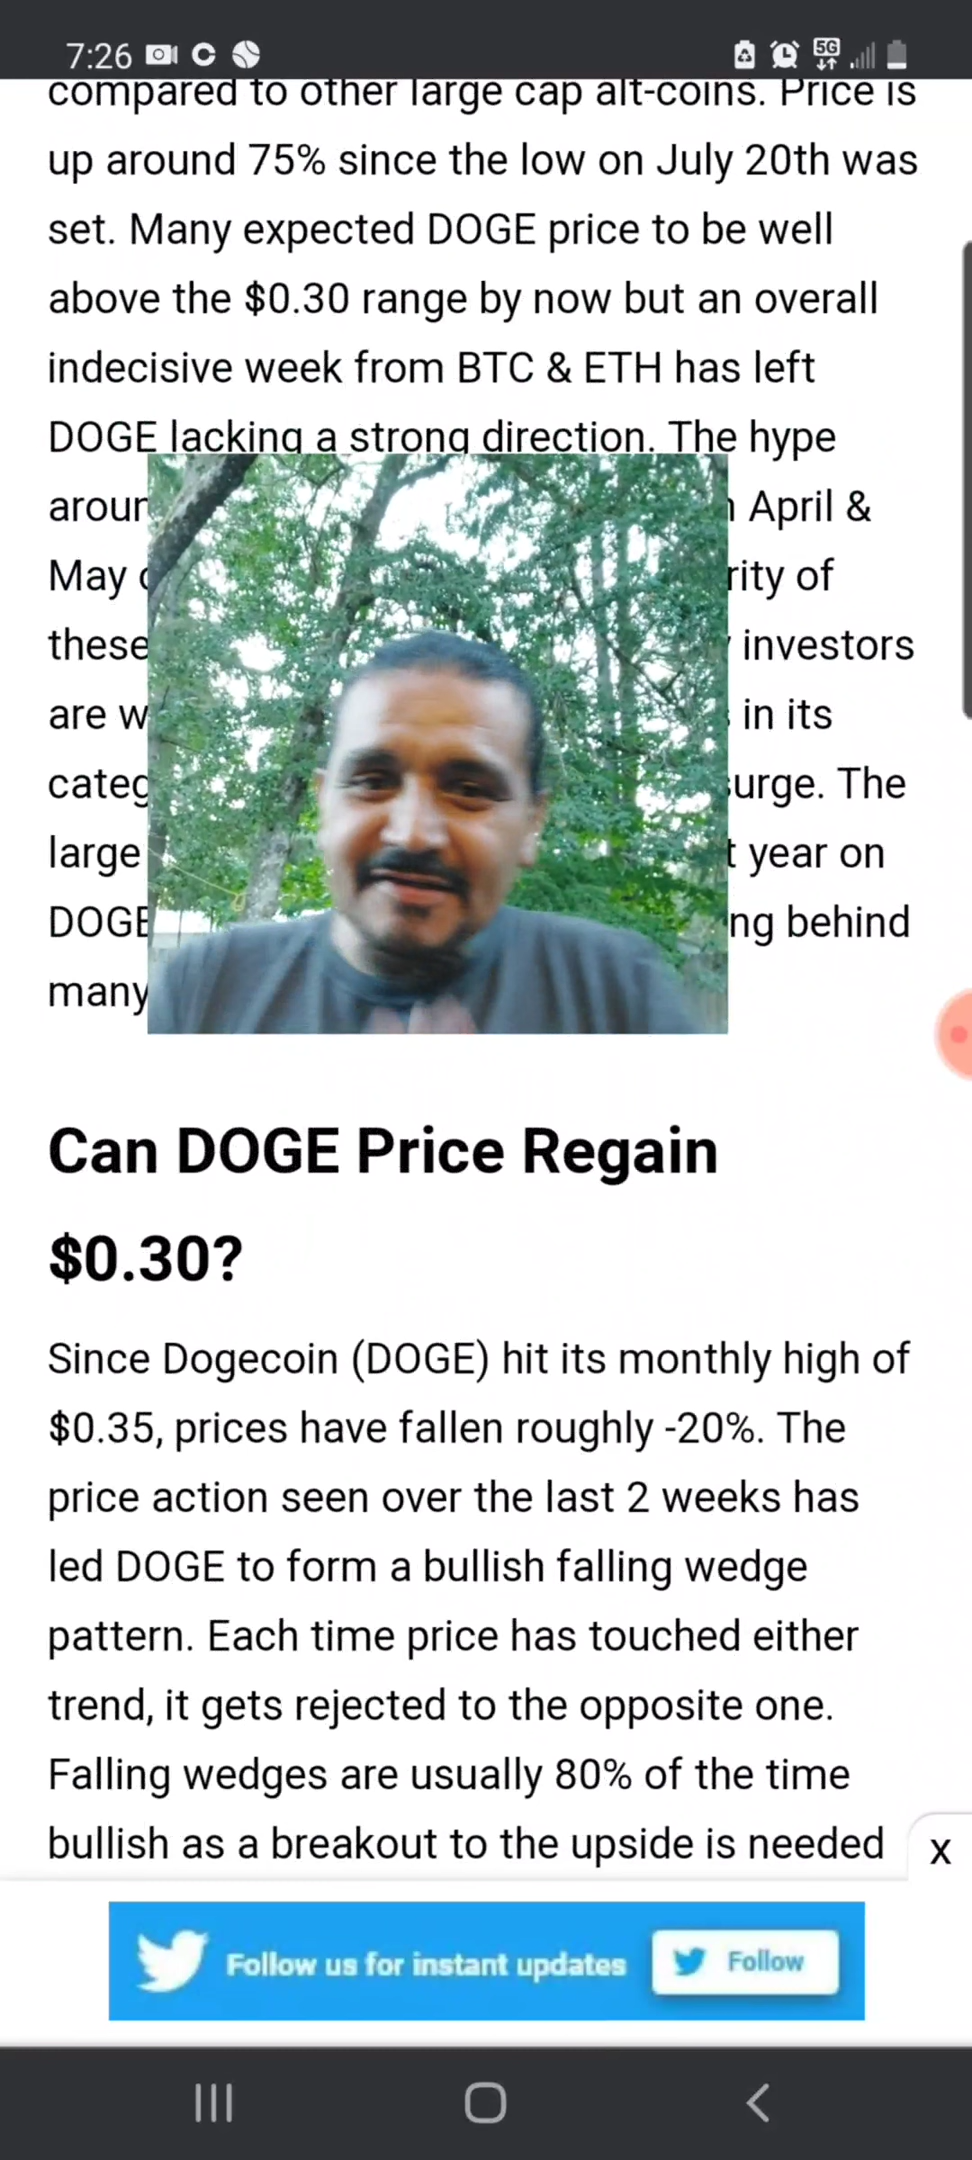 7:26
5G
compared to other large cap alt-coins. Price is
up around 75% since the low on July 20th was
set. Many expected DOGE price to be well
above the $0.30 range by now but an overall
indecisive week from BTC & ETH has left
DOGE lacking a strong direction. The hype
April &
May
of
these
investors
are
in its
The
large
year on
DOGE
behind
many
Can DOGE Price Regain
$0.30?
Since Dogecoin (DOGE) hit its monthly high of
$0.35, prices have fallen roughly -20%. The
price action seen over the last 2 weeks has
led DOGE to form a bullish falling wedge
pattern. Each time price has touched either
trend, it gets rejected to the opposite one.
Falling wedges are usually 80% of the time
bullish as a breakout to the upside is needed
X
Follow us for instant updates
Follow